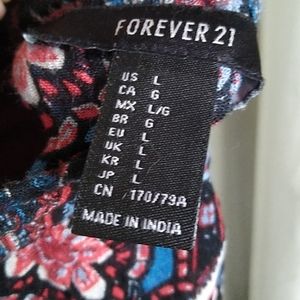 FOREVER 21
US L
CA G
MX L/G
BR G
EU L
UK L
KR L
JP L
CN 170/79A
MADE IN INDIA